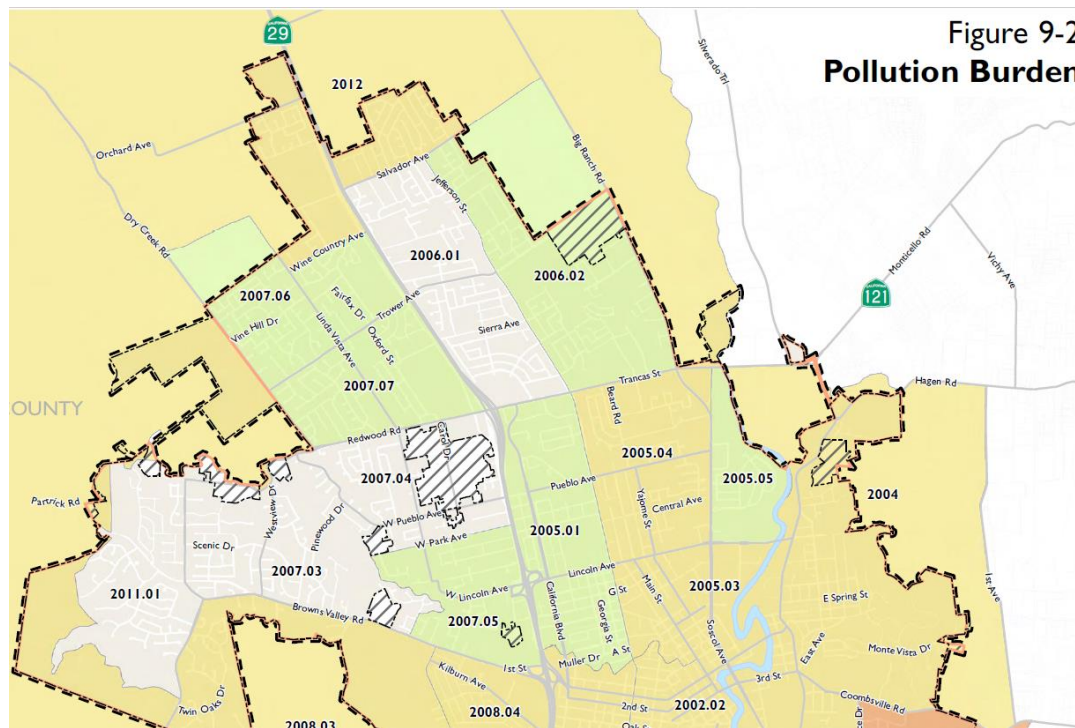 Figure 9-2
Pollution Burden
CALIFORNIA
29
2012
Silverado Trl
Orchard Ave
Salvador Ave
Big Ranch Rd
Jefferson St
Dry Creek Rd
Wine Country Ave
2006.01
2006.02
Monticello Rd
Vichy Ave
CALIFORNIA
121
2007.06
Fairfax Dr
Trower Ave
Vine Hill Dr
Linda Vista Ave
Oxford St
Sierra Ave
2007.07
Trancas St
Hagen Rd
OUNTY
Beard Rd
Redwood Rd
Carol Dr
2005.04
2007.04
2005.05
Pueblo Ave
Yajome St
Central Ave
2004
Partrick Rd
Westview Dr
Pinewood Dr
W Pueblo Ave
W Park Ave
2005.01
Scenic Dr
2007.03
Lincoln Ave
2011.01
W Lincoln Ave
California Blvd
G St
Georgia St
Main St
2005.03
Soscol Ave
E Spring St
1st Ave
Browns Valley Rd
2007.05
East Ave
Monte Vista Dr
A St
Muller Dr
1st St
3rd St
Kilburn Ave
Twin Oaks Dr
2nd St
2002.02
Coombsville Rd
2008.03
2008.04
Oak St
e Dr